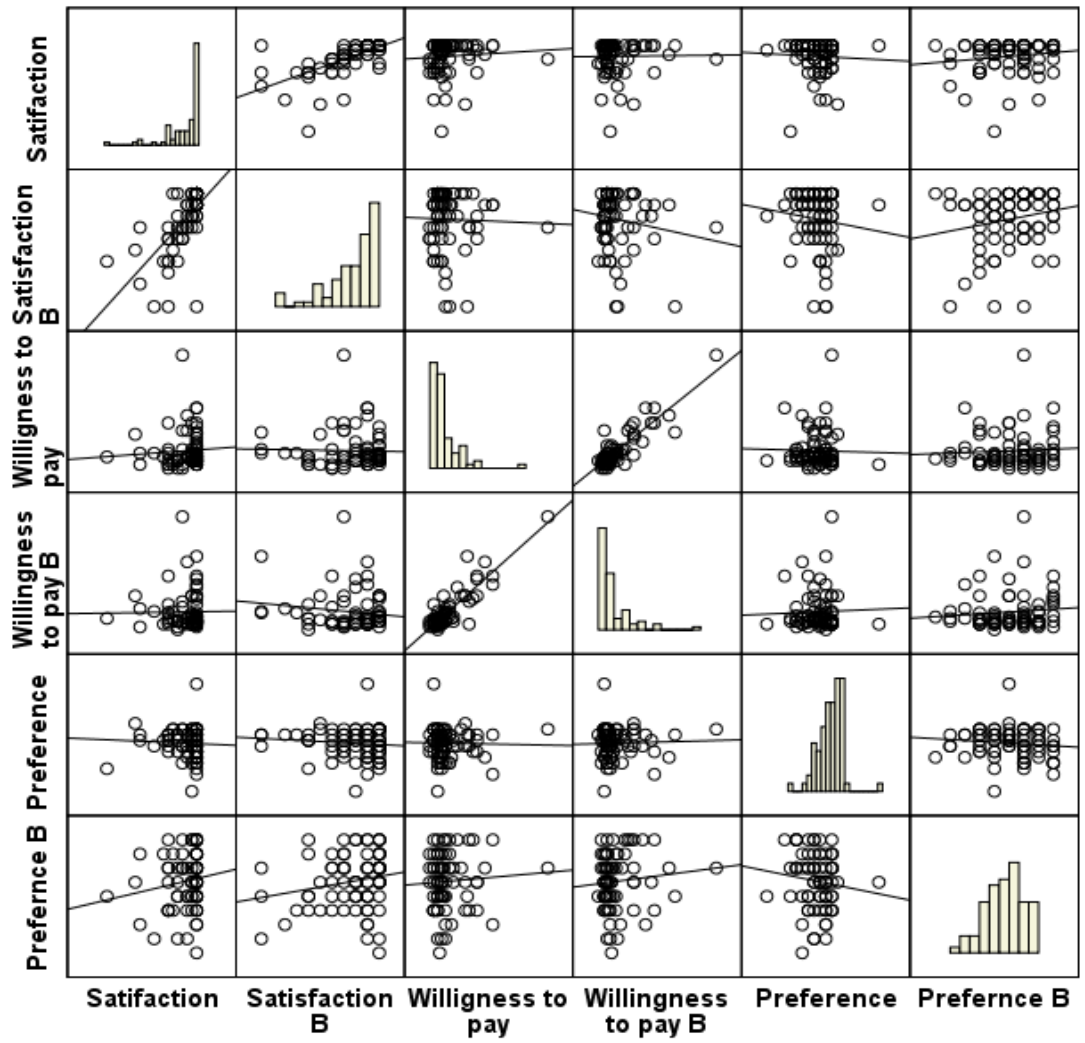 Satifaction
Satisfaction
B
Willigness to
pay
Willingness
to pay B
Preference
Prefernce B
Satifaction
Satisfaction
B
Willigness to
pay
Willingness
to pay B
Preference
Prefernce B